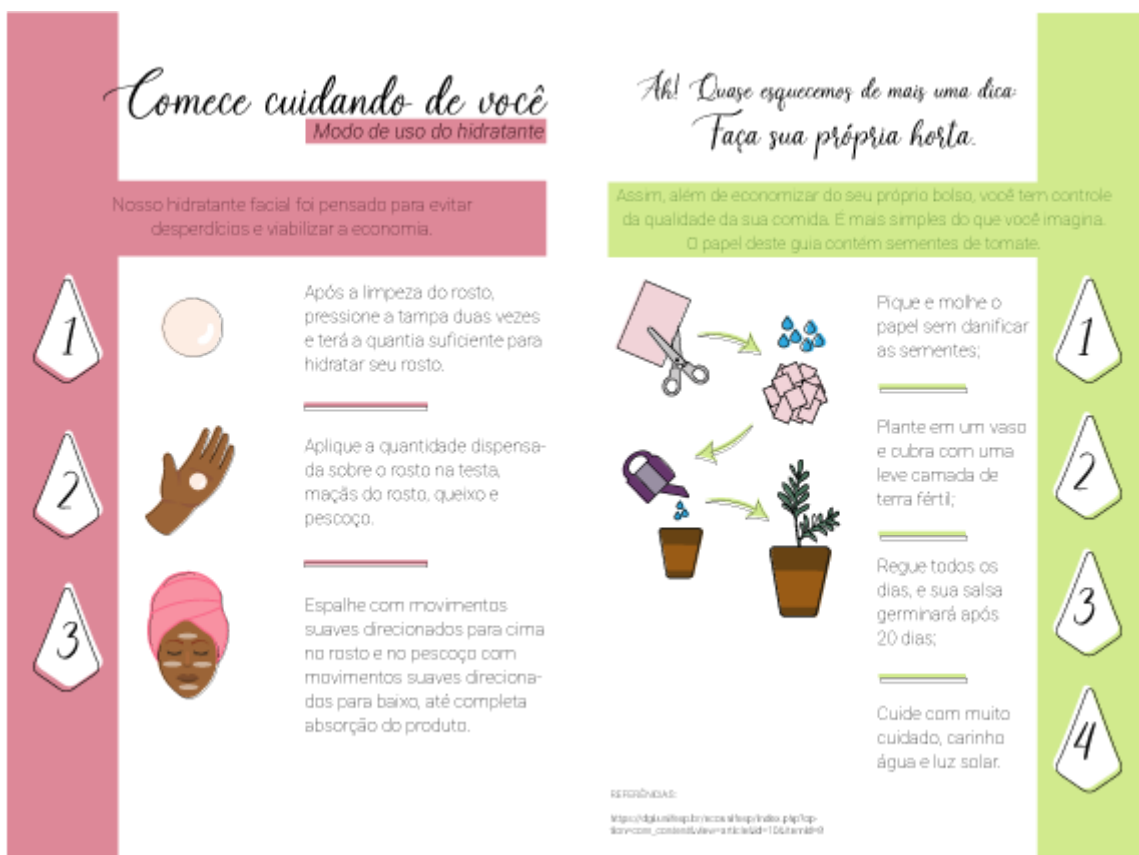 Comece cuidando de você
Modo de uso do hidratante
Nosso hidratante facial foi pensado para evitar
desperdícios e viabilizar a economia.
1
Após a limpeza do rosto,
pressione a tampa duas vezes
e terá a quantia suficiente para
hidratar seu rosto.
2
Aplique a quantidade dispensa-
da sobre o rosto na testa,
maçãs do rosto, queixo e
pescoço.
3
Espalhe com movimentos
suaves direcionados para cima
no rosto e no pescoço com
movimentos suaves direciona-
dos para baixo, até completa
absorção do produto.
Ah! Quase esquecemos de mais uma dica:
Faça sua própria horta.
Assim, além de economizar do seu próprio bolso, você tem controle
da qualidade da sua comida. É mais simples do que você imagina.
O papel deste guia contém sementes de tomate.
Pique e molhe o
papel sem danificar
as sementes;
1
Plante em um vaso
e cubra com uma
leve camada de
terra fértil;
2
Regue todos os
dias, e sua salsa
germinará após
20 dias;
3
Cuide com muito
cuidado, carinho
água e luz solar.
4
REFERÊNCIAS: